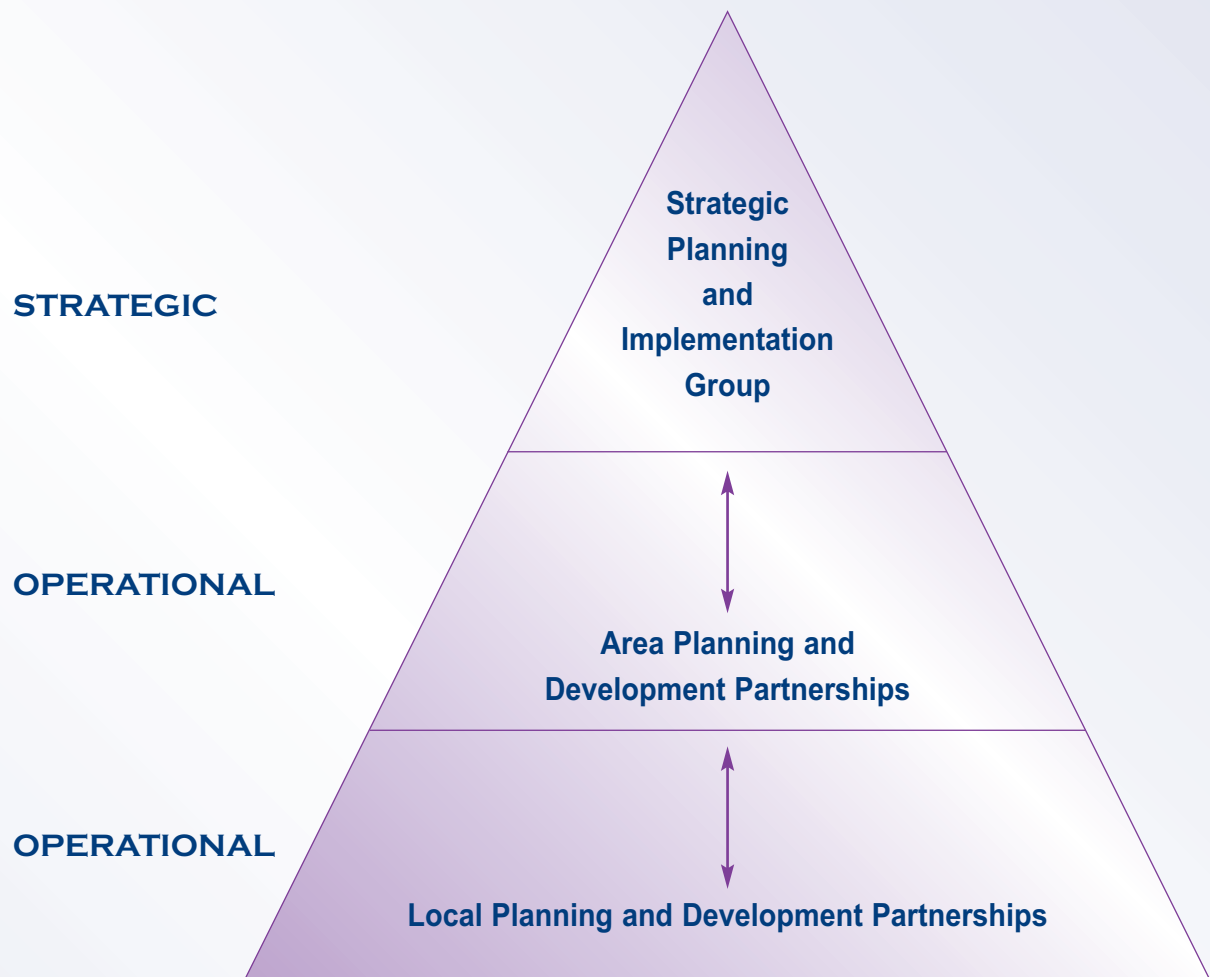 Strategic
Planning
and
STRATEGIC
Implementation
Group
OPERATIONAL
Area Planning and
Development Partnerships
OPERATIONAL
Local Planning and Development Partnerships